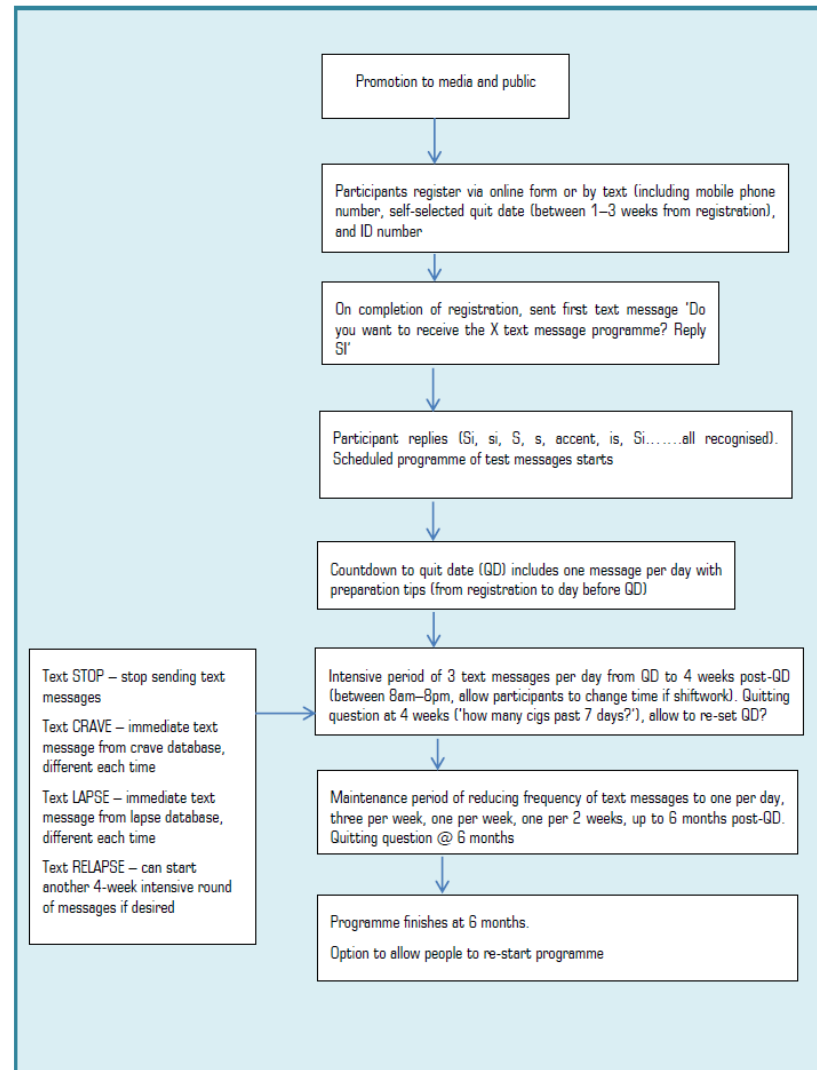 Promotion to media and public
Participants register via online form or by text (including mobile phone
number, self-selected quit date (between 1–3 weeks from registration),
and ID number
On completion of registration, sent first text message 'Do
you want to receive the X text message programme? Reply
SI'
Participant replies (Si, si, S, s, accent, is, Si…….all recognised).
Scheduled programme of test messages starts
Countdown to quit date (QD) includes one message per day with
preparation tips (from registration to day before QD)
Text STOP – stop sending text
messages
Text CRAVE – immediate text
message from crave database,
different each time
Text LAPSE – immediate text
message from lapse database,
different each time
Text RELAPSE – can start
another 4-week intensive round
of messages if desired
Intensive period of 3 text messages per day from QD to 4 weeks post-QD
(between 8am–8pm, allow participants to change time if shiftwork). Quitting
question at 4 weeks ('how many cigs past 7 days?'), allow to re-set QD?
Maintenance period of reducing frequency of text messages to one per day,
three per week, one per week, one per 2 weeks, up to 6 months post-QD.
Quitting question @ 6 months
Programme finishes at 6 months.
Option to allow people to re-start programme